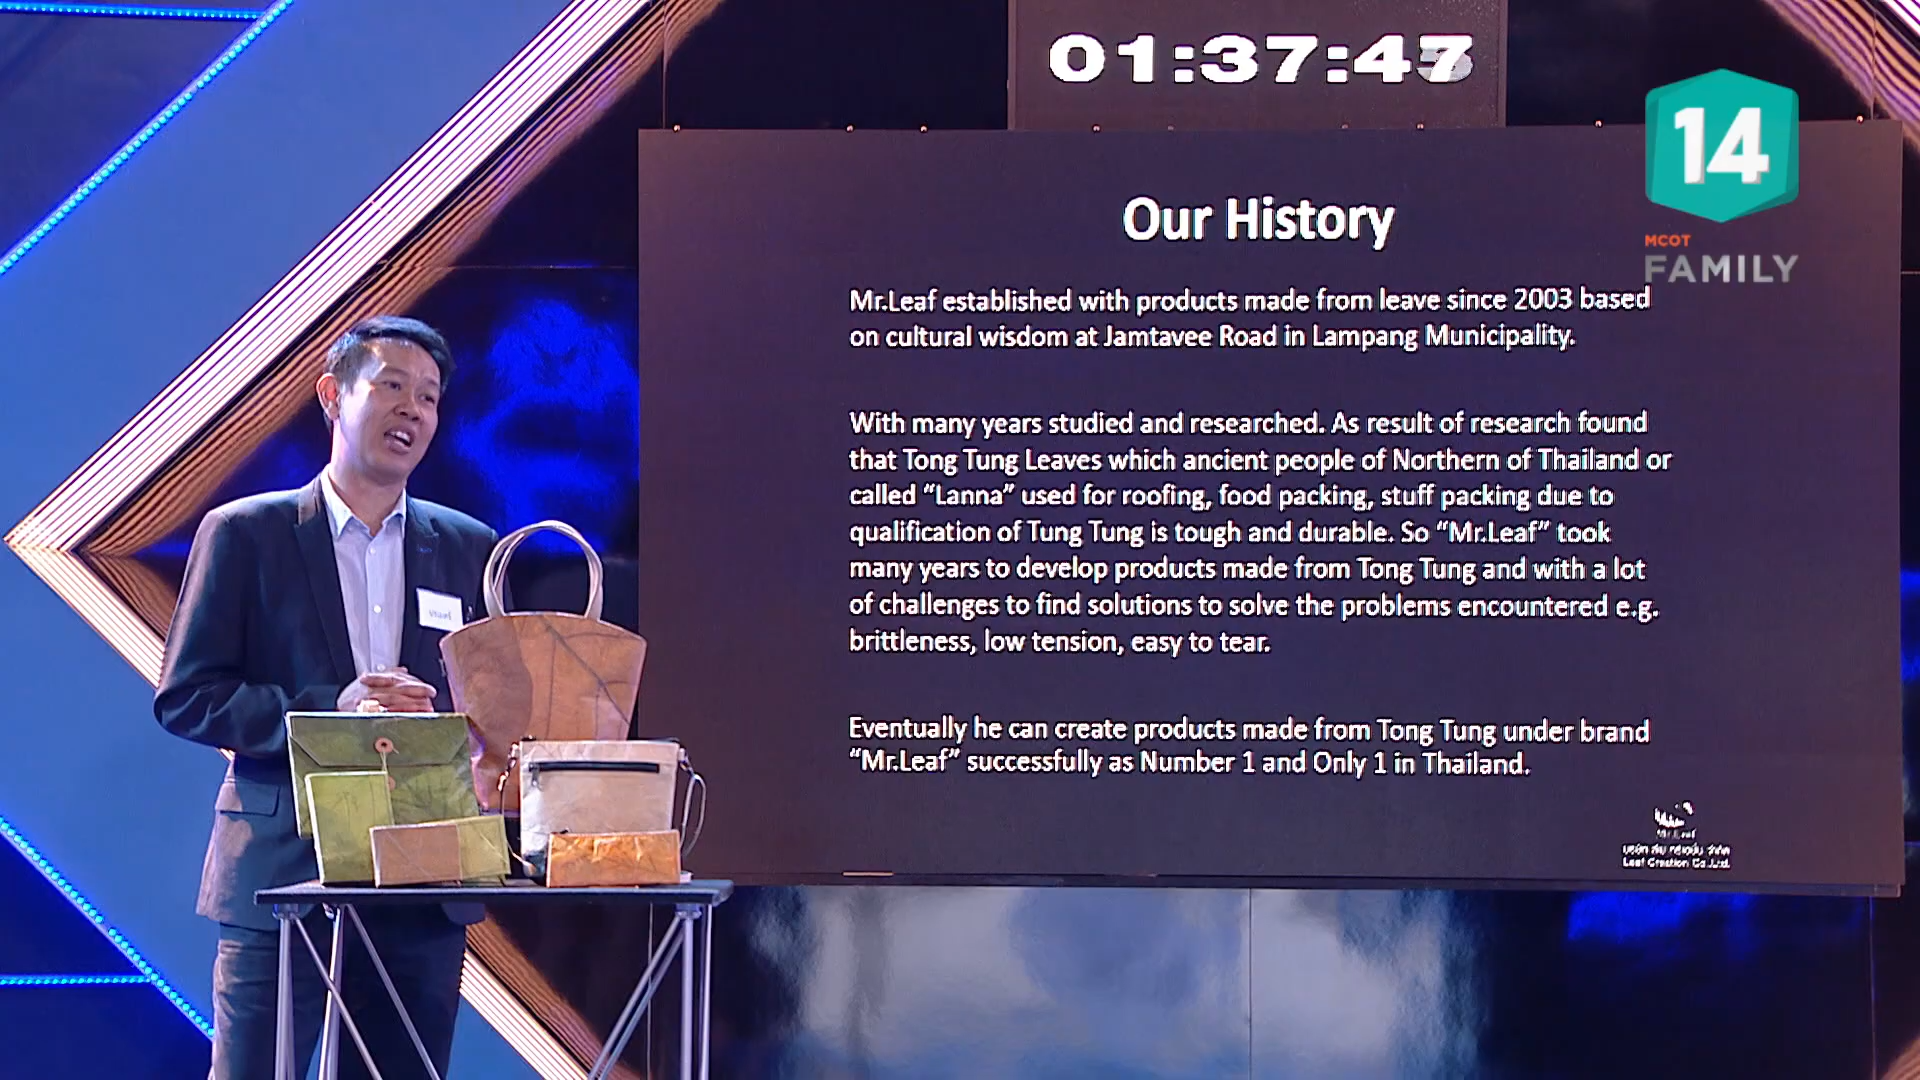 01:37:47
14
MCOT
FAMILY
Our History
Mr.Leaf established with products made from leave since 2003 based
on cultural wisdom at Jamtavee Road in Lampang Municipality.
With many years studied and researched. As result of research found
that Tong Tung Leaves which ancient people of Northern of Thailand or
called “Lanna” used for roofing, food packing, stuff packing due to
qualification of Tung Tung is tough and durable. So “Mr.Leaf” took
many years to develop products made from Tong Tung and with a lot
of challenges to find solutions to solve the problems encountered e.g.
brittleness, low tension, easy to tear.
Eventually he can create products made from Tong Tung under brand
“Mr.Leaf” successfully as Number 1 and Only 1 in Thailand.
Mr.Leaf
Leaf Creation Co.,Ltd.